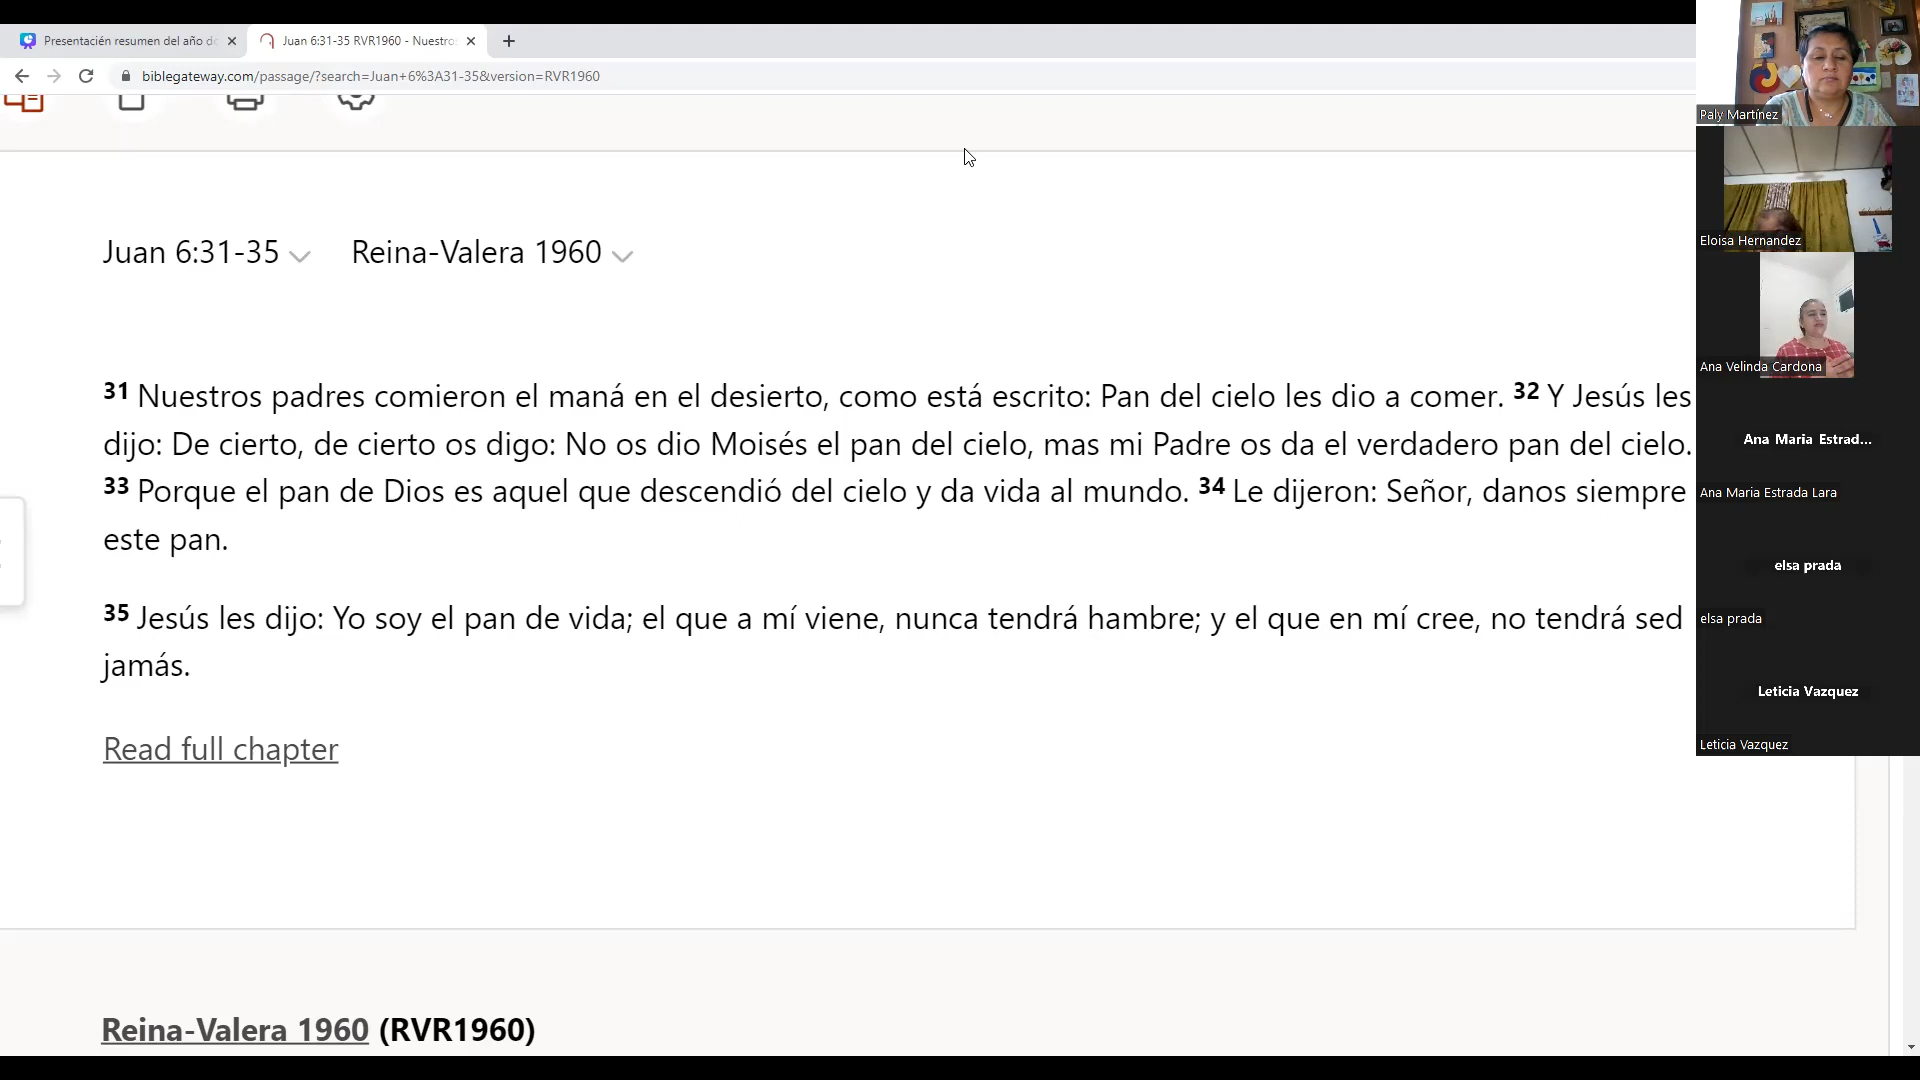 Presentación resumen del año de
Juan 6:31-35 RVR1960 - Nuestros
biblegateway.com/passage/?search=Juan+6%3A31-35&version=RVR1960
Juan 6:31-35 Reina-Valera 1960
31 Nuestros padres comieron el maná en el desierto, como está escrito: Pan del cielo les dio a comer. 32 Y Jesús les
dijo: De cierto, de cierto os digo: No os dio Moisés el pan del cielo, mas mi Padre os da el verdadero pan del cielo.
33 Porque el pan de Dios es aquel que descendió del cielo y da vida al mundo. 34 Le dijeron: Señor, danos siempre
este pan.
35 Jesús les dijo: Yo soy el pan de vida; el que a mí viene, nunca tendrá hambre; y el que en mí cree, no tendrá sed
jamás.
Read full chapter
Reina-Valera 1960 (RVR1960)
Paly Martínez
Eloisa Hernandez
Ana Velinda Cardona
Ana Maria Estrad...
Ana Maria Estrada Lara
elsa prada
elsa prada
Leticia Vazquez
Leticia Vazquez